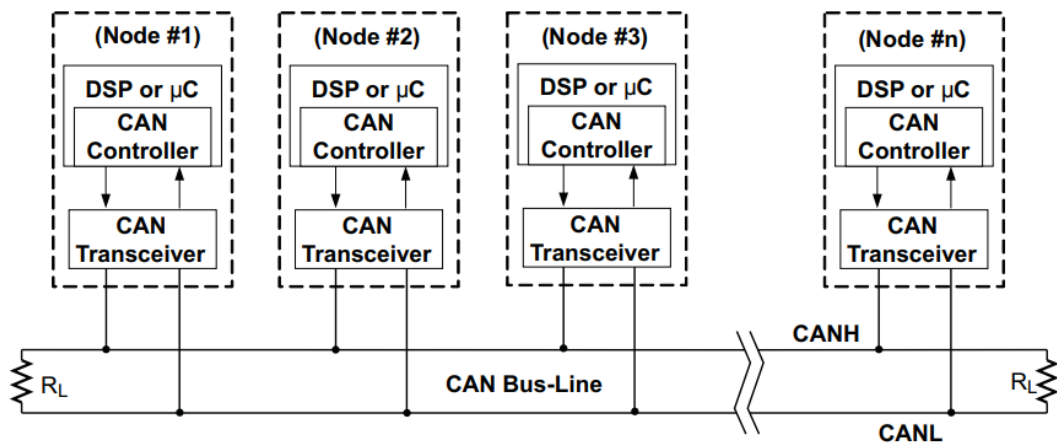 (Node #1)
DSP or µC
CAN
Controller
CAN
Transceiver
(Node #2)
DSP or µC
CAN
Controller
CAN
Transceiver
(Node #3)
DSP or µC
CAN
Controller
CAN
Transceiver
(Node #n)
DSP or µC
CAN
Controller
CAN
Transceiver
CANH
RL
CAN Bus-Line
RL
CANL